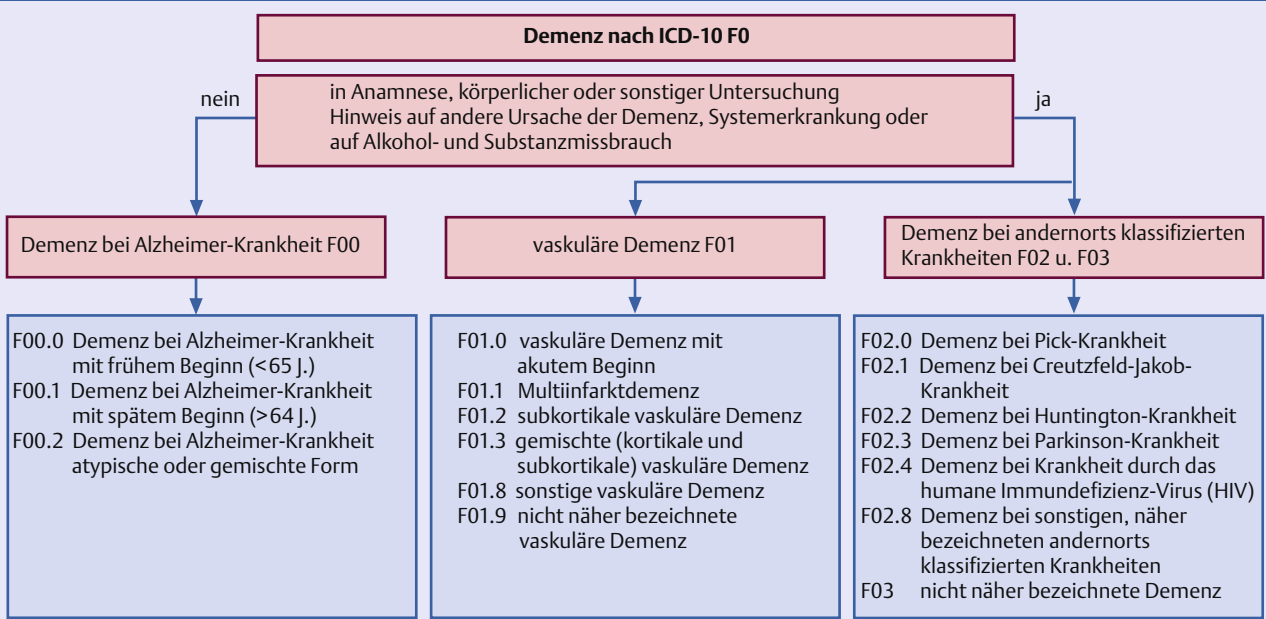 Demenz nach ICD-10 F0
nein
in Anamnese, körperlicher oder sonstiger Untersuchung
Hinweis auf andere Ursache der Demenz, Systemerkrankung oder
auf Alkohol- und Substanzmissbrauch
ja
Demenz bei Alzheimer-Krankheit F00
vaskuläre Demenz F01
Demenz bei andernorts klassifizierten
Krankheiten F02 u. F03
F00.0 Demenz bei Alzheimer-Krankheit
mit frühem Beginn (<65 J.)
F00.1 Demenz bei Alzheimer-Krankheit
mit spätem Beginn (>64 J.)
F00.2 Demenz bei Alzheimer-Krankheit
atypische oder gemischte Form
F01.0 vaskuläre Demenz mit
akutem Beginn
F01.1 Multiinfarktdemenz
F01.2 subkortikale vaskuläre Demenz
F01.3 gemischte (kortikale und
subkortikale) vaskuläre Demenz
F01.8 sonstige vaskuläre Demenz
F01.9 nicht näher bezeichnete
vaskuläre Demenz
F02.0 Demenz bei Pick-Krankheit
F02.1 Demenz bei Creutzfeld-Jakob-
Krankheit
F02.2 Demenz bei Huntington-Krankheit
F02.3 Demenz bei Parkinson-Krankheit
F02.4 Demenz bei Krankheit durch das
humane Immundefizienz-Virus (HIV)
F02.8 Demenz bei sonstigen, näher
bezeichneten andernorts
klassifizierten Krankheiten
F03 nicht näher bezeichnete Demenz